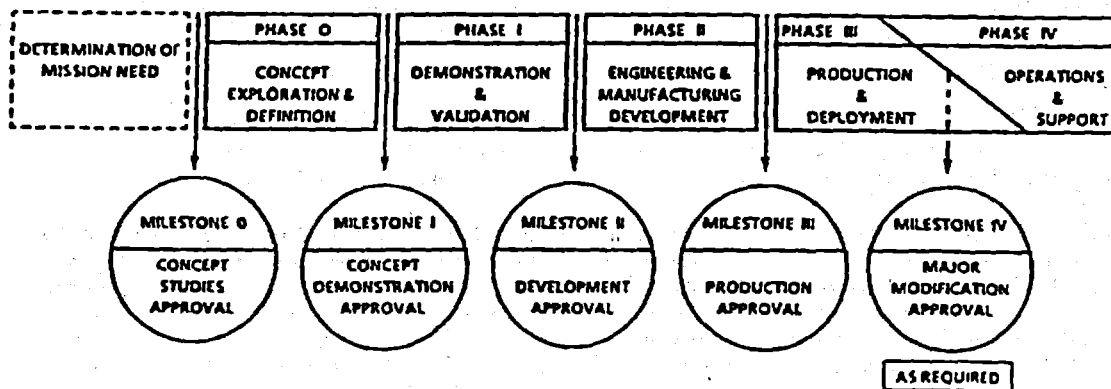 DETERMINATION OF
MISSION NEED
PHASE 0
CONCEPT
EXPLORATION &
DEFINITION
PHASE I
DEMONSTRATION
&
VALIDATION
PHASE II
ENGINEERING &
MANUFACTURING
DEVELOPMENT
PHASE III
PRODUCTION
&
DEPLOYMENT
PHASE IV
OPERATIONS
&
SUPPORT
MILESTONE 0
CONCEPT
STUDIES
APPROVAL
MILESTONE I
CONCEPT
DEMONSTRATION
APPROVAL
MILESTONE II
DEVELOPMENT
APPROVAL
MILESTONE III
PRODUCTION
APPROVAL
MILESTONE IV
MAJOR
MODIFICATION
APPROVAL
AS REQUIRED